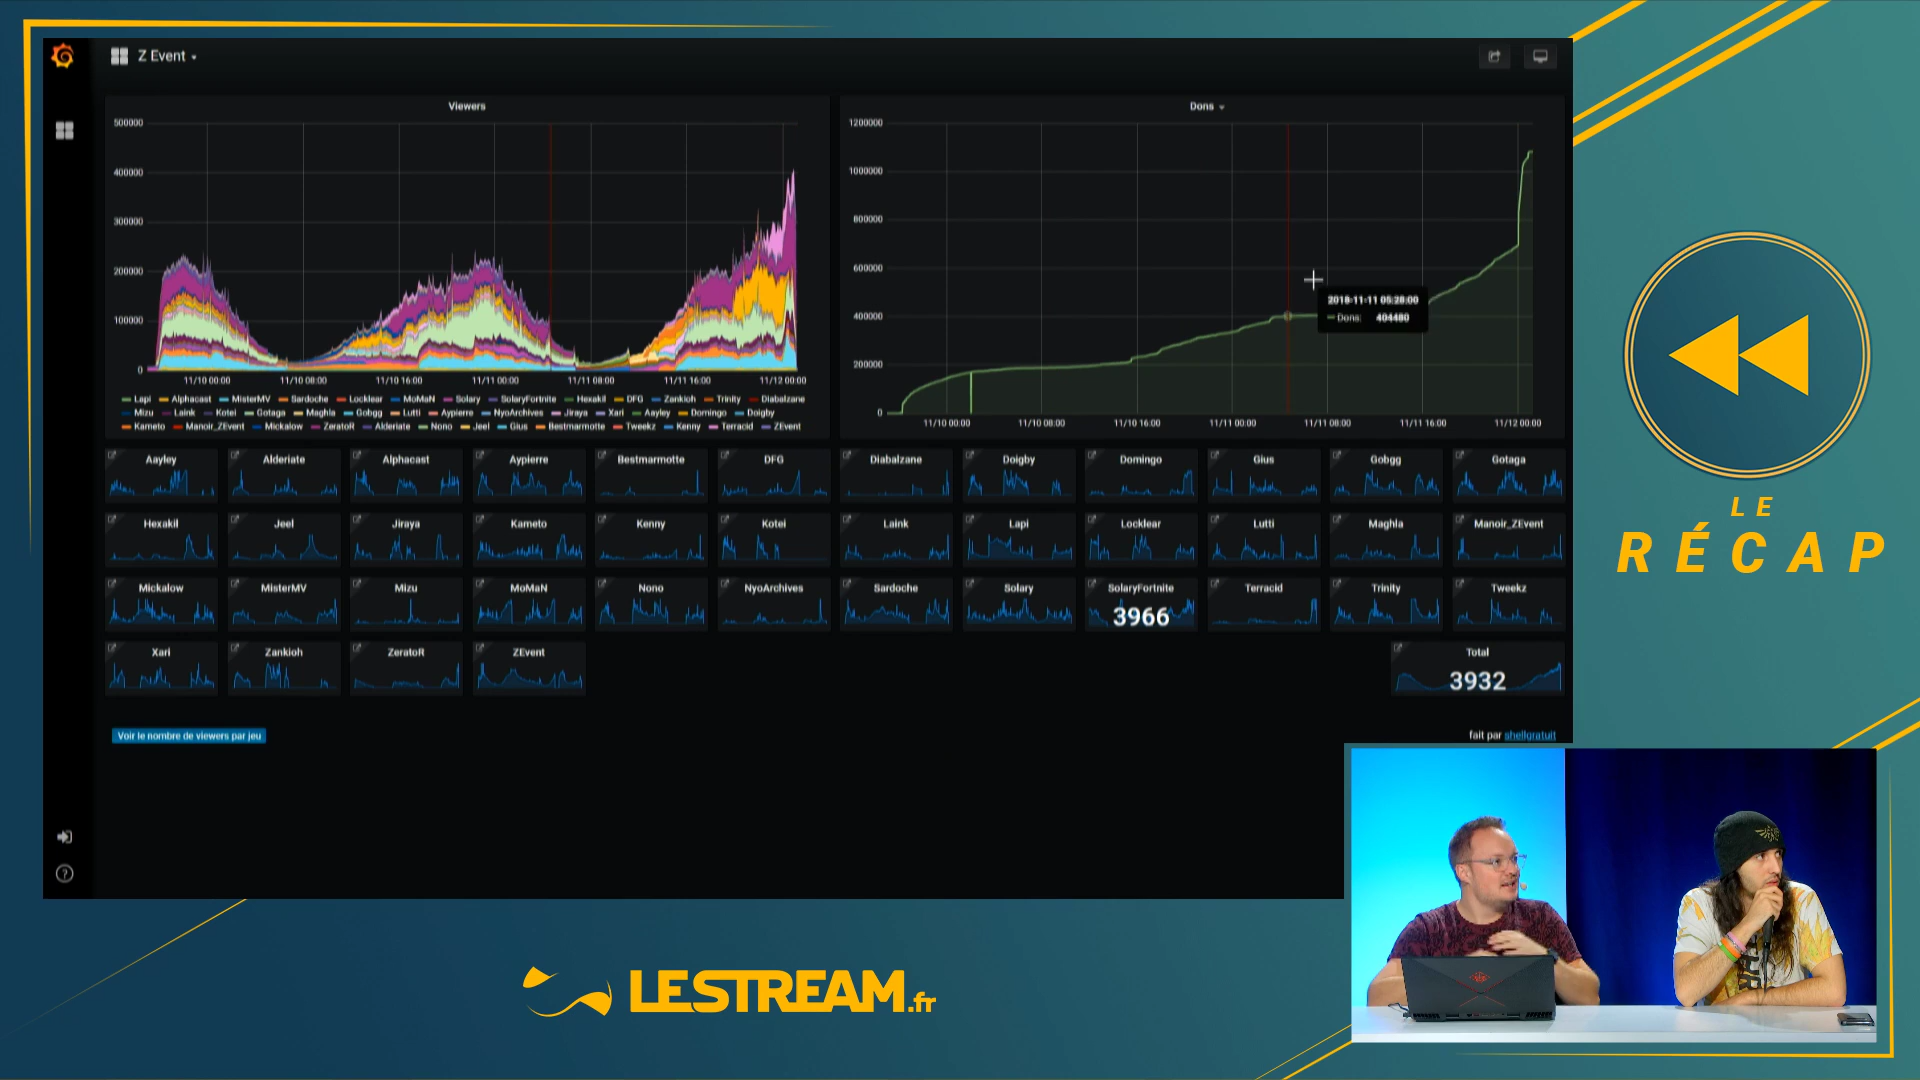 Z Event
Viewers
500000
400000
300000
200000
100000
0
11/10 00:00 11/10 08:00 11/10 16:00 11/11 00:00 11/11 08:00 11/11 16:00 11/12 00:00
Lapi Alphacast MisterMV Sardoche Locklear MoMaN Solary SolaryFortnite Hexakil DFG Zankioh Trinity Diabalzane
Mizu Laink Kotei Gotaga Maghla Gobgg Lutti Aypierre NyoArchives Jiraya Xari Aayley Domingo Doigby
Kameto Manoir_ZEvent Mickalow ZeratoR Alderiate Nono Jeel Gius Bestmarmotte Tweekz Kenny Terracid ZEvent
Dons
1200000
1000000
800000
600000
400000
200000
0
11/10 00:00 11/10 08:00 11/10 16:00 11/11 00:00 11/11 08:00 11/11 16:00 11/12 00:00
2018-11-11 05:28:00
Dons: 404480
Aayley Alderiate Alphacast Aypierre Bestmarmotte DFG Diabalzane Doigby Domingo Gius Gobgg Gotaga
Hexakil Jeel Jiraya Kameto Kenny Kotei Laink Lapi Locklear Lutti Maghla Manoir_ZEvent
Mickalow MisterMV Mizu MoMaN Nono NyoArchives Sardoche Solary SolaryFortnite Terracid Trinity Tweekz
3966
Xari Zankioh ZeratoR ZEvent Total
3932
Voir le nombre de viewers par jeu
fait par shellgratuit
LE
RÉCAP
LESTREAM.fr